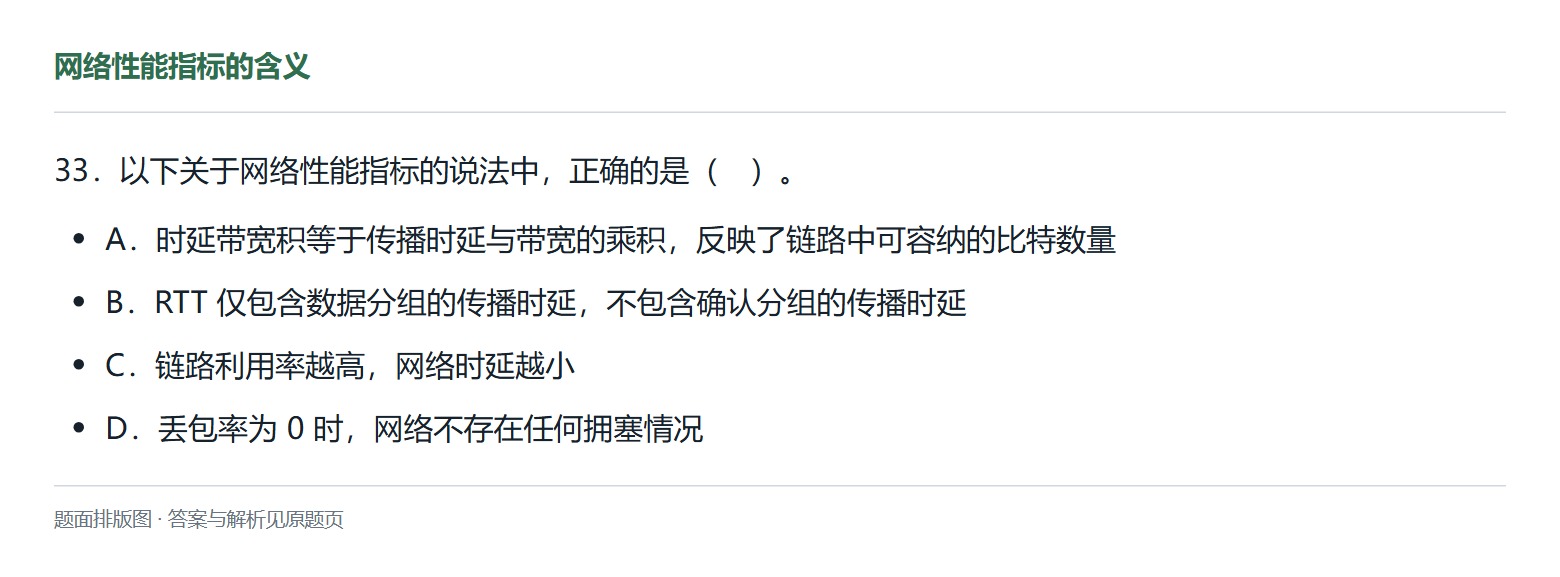 网络性能指标的含义
33．以下关于网络性能指标的说法中，正确的是（　）。
• A．时延带宽积等于传播时延与带宽的乘积，反映了链路中可容纳的比特数量
• B．RTT 仅包含数据分组的传播时延，不包含确认分组的传播时延
• C．链路利用率越高，网络时延越小
• D．丢包率为 0 时，网络不存在任何拥塞情况
题面排版图 · 答案与解析见原题页